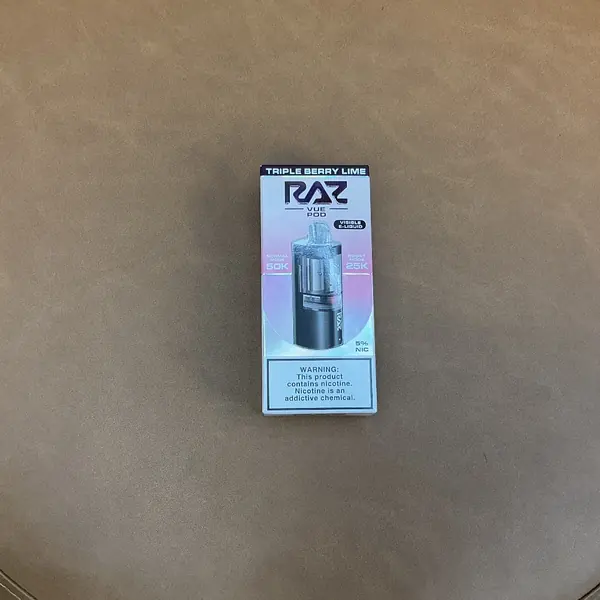 TRIPLE BERRY LIME
RAZ
VUE
POD
VISIBLE
E-LIQUID
50K
25K
5%
NIC
WARNING:
This product
contains nicotine.
Nicotine is an
addictive chemical.